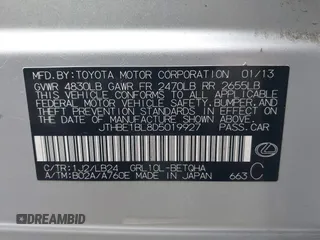 MFD.BY:TOYOTA MOTOR CORPORATION 01/13
GVWR 4830LB GAWR FR 2470LB RR 2655LB
THIS VEHICLE CONFORMS TO ALL APPLICABLE
FEDERAL MOTOR VEHICLE SAFETY, BUMPER, AND
THEFT PREVENTION STANDARDS IN EFFECT ON
THE DATE OF MANUFACTURE SHOWN ABOVE.
JTHBE1BL8D5019927 PASS.CAR
C/TR:1J2/LB24 GRL10L-BETQHA C
A/TM:B02A/A760E MADE IN JAPAN 663
GRABLEMID